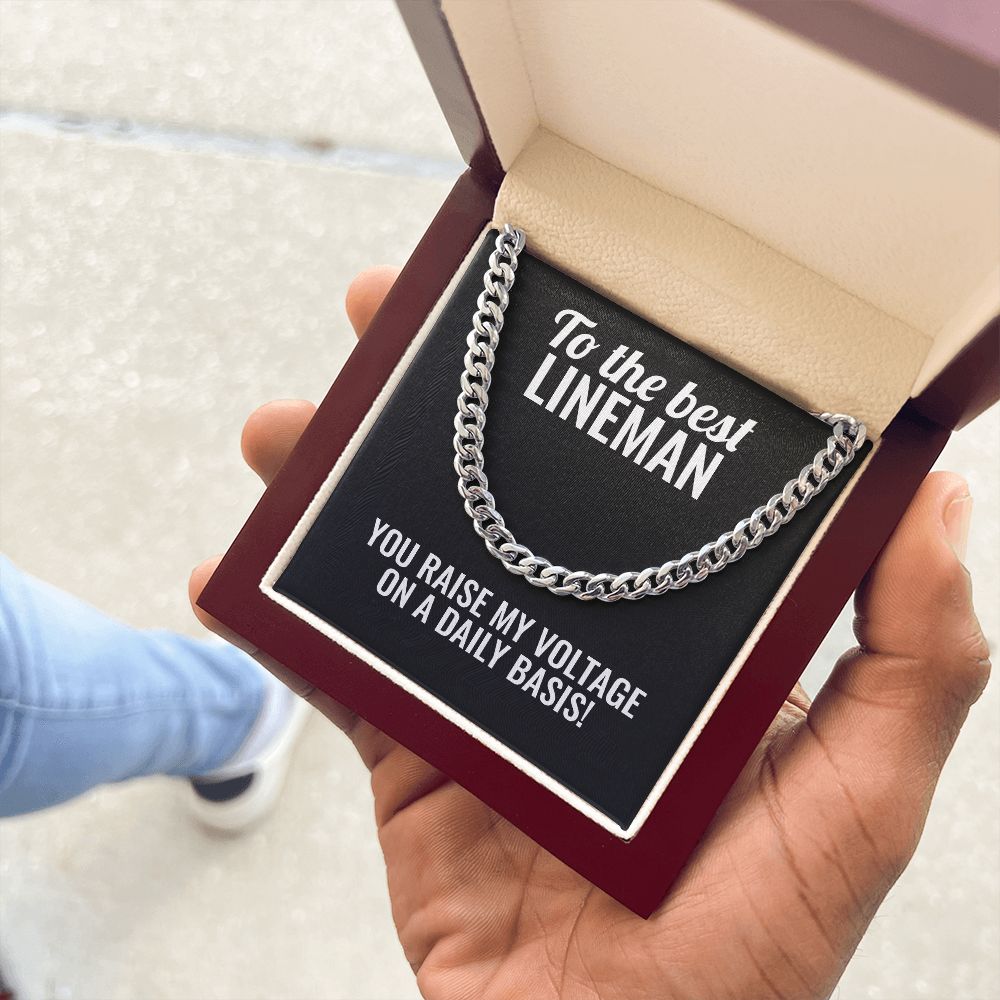 To the best
LINEMAN
YOU RAISE MY VOLTAGE
ON A DAILY BASIS!